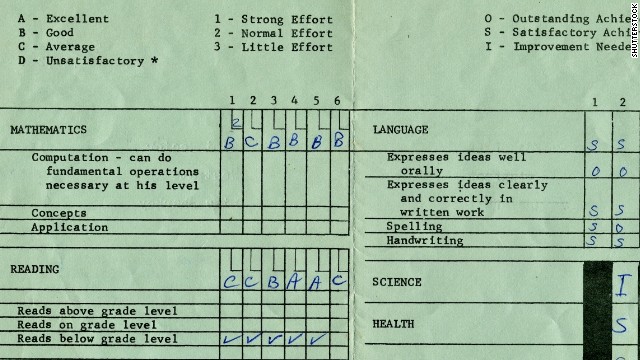 A - Excellent
B - Good
C - Average
D - Unsatisfactory *
1 - Strong Effort
2 - Normal Effort
3 - Little Effort
O - Outstanding Achie
S - Satisfactory Achi
I - Improvement Neede
SHUTTERSTOCK
1 2 3 4 5 6
MATHEMATICS
2
B C B B B B
Computation - can do
fundamental operations
necessary at his level
Concepts
Application
READING
C C B A A C
Reads above grade level
Reads on grade level
Reads below grade level ✓ ✓ ✓ ✓ ✓
1 2
LANGUAGE S S
Expresses ideas well
orally O O
Expresses ideas clearly
and correctly in
written work S S
Spelling S O
Handwriting S S
SCIENCE I
HEALTH S